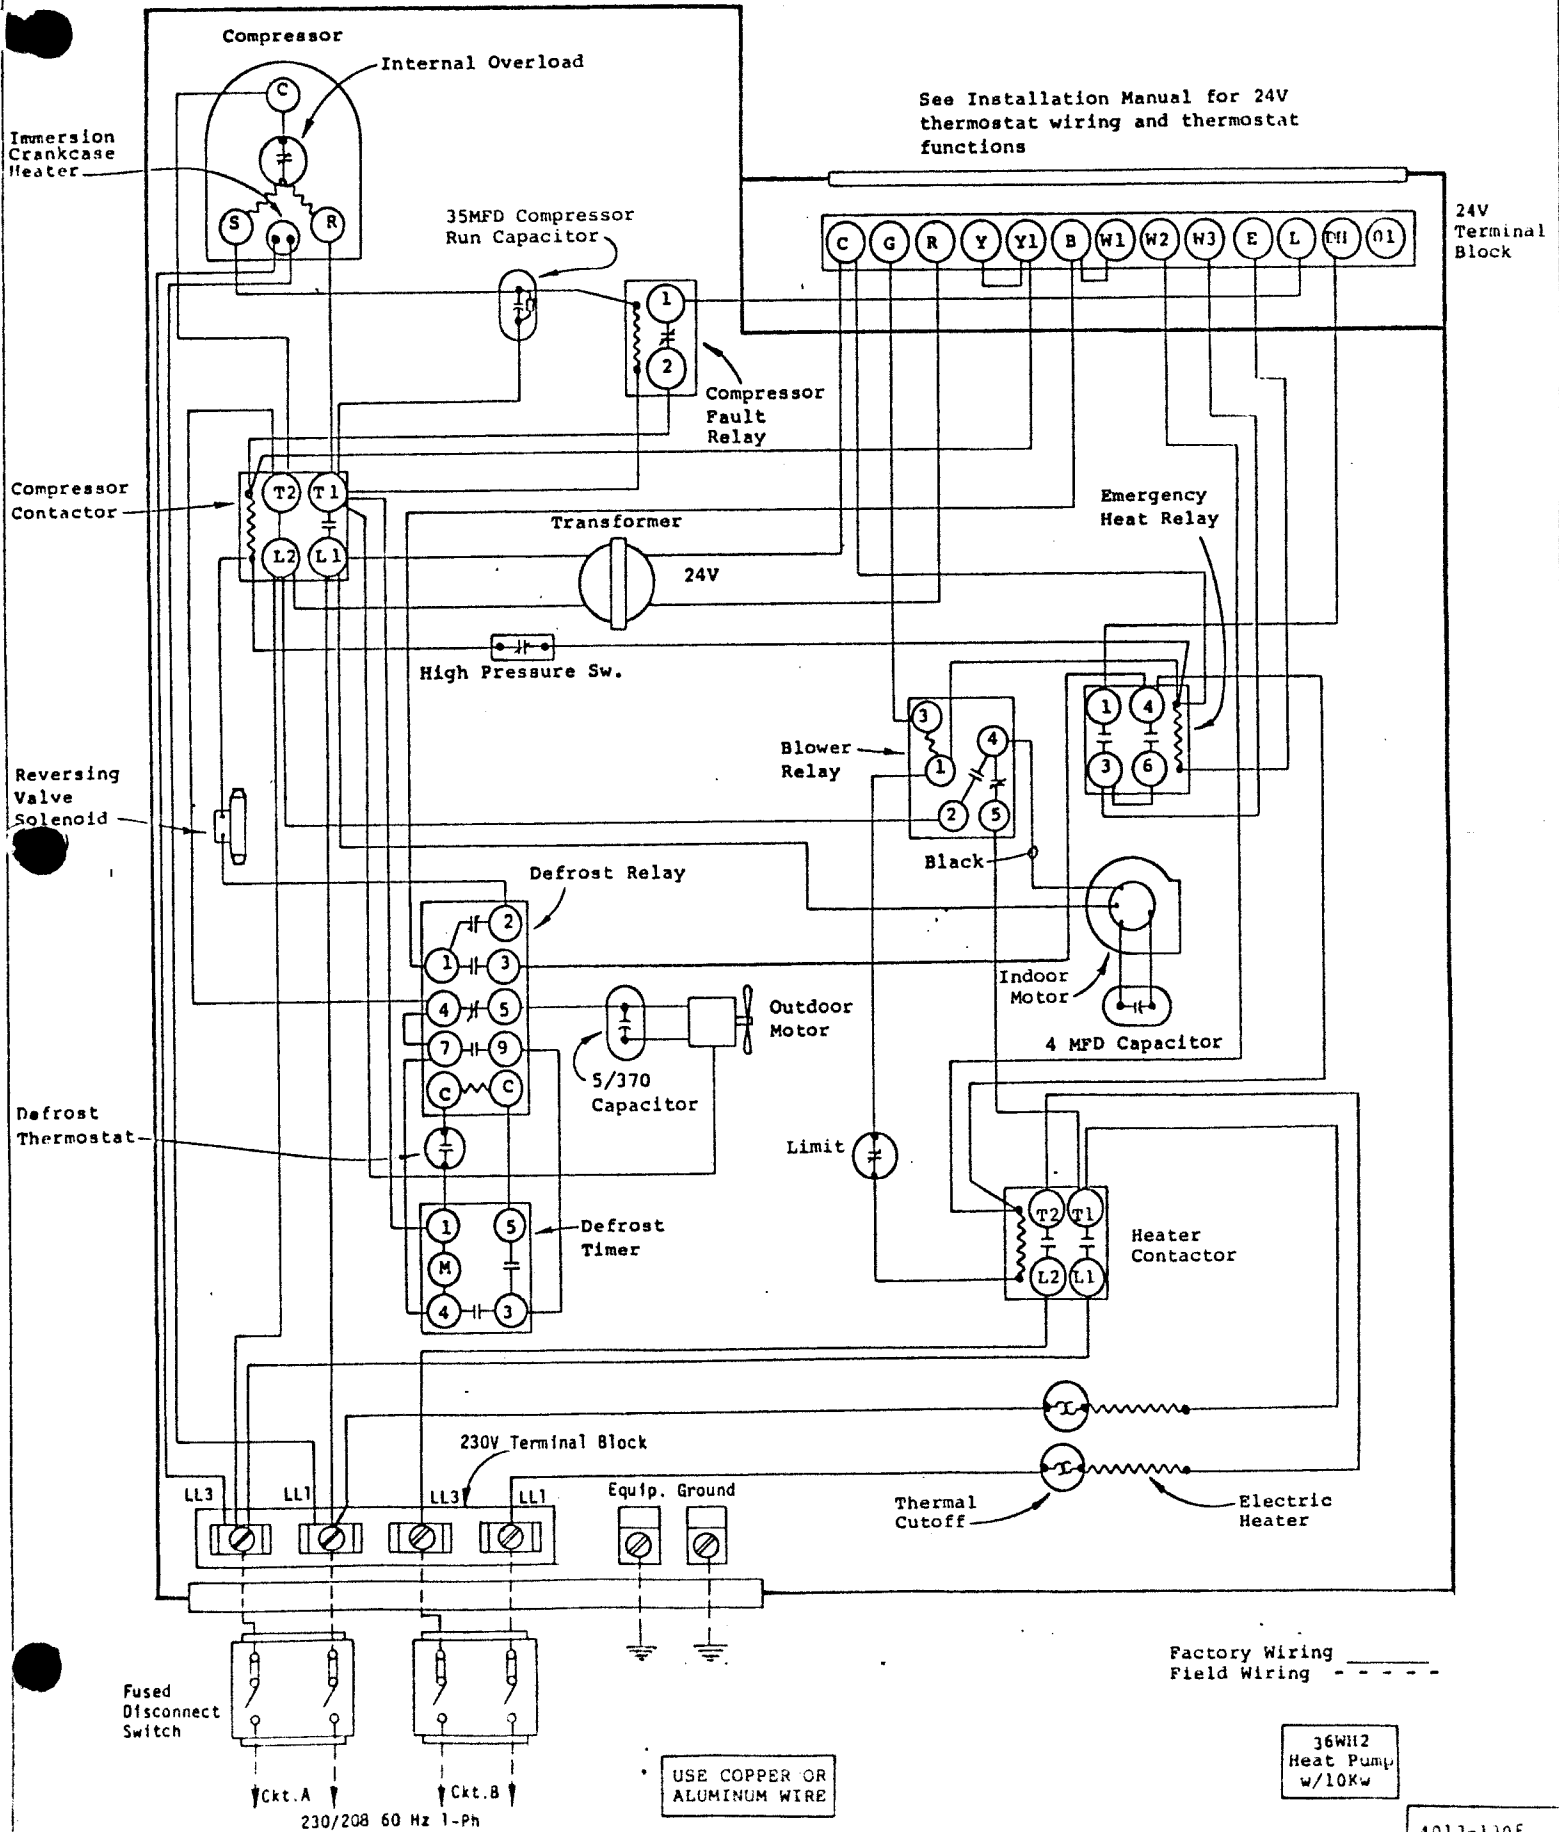 Compressor
Internal Overload
Immersion
Crankcase
Heater
C
S
R
See Installation Manual for 24V
thermostat wiring and thermostat
functions
35MFD Compressor
Run Capacitor
24V
Terminal
Block
C G R Y Y1 B W1 W2 W3 E L DH O1
1
2
Compressor
Fault
Relay
Compressor
Contactor
T2 T1
L2 L1
Transformer
24V
Emergency
Heat Relay
High Pressure Sw.
1 4
3 6
Blower
Relay
3
4
1
2 5
Black
Reversing
Valve
Solenoid
Defrost Relay
2
1 3
4 5
7 9
C C
Outdoor
Motor
5/370
Capacitor
Indoor
Motor
4 MFD Capacitor
Defrost
Thermostat
Limit
1 5
M
4 3
Defrost
Timer
T2 T1
L2 L1
Heater
Contactor
230V Terminal Block
LL3 LL1 LL3 LL1
Equip. Ground
Thermal
Cutoff
Electric
Heater
Fused
Disconnect
Switch
Ckt.A
Ckt.B
230/208 60 Hz 1-Ph
Factory Wiring
Field Wiring
USE COPPER OR
ALUMINUM WIRE
36WH2
Heat Pump
w/10Kw